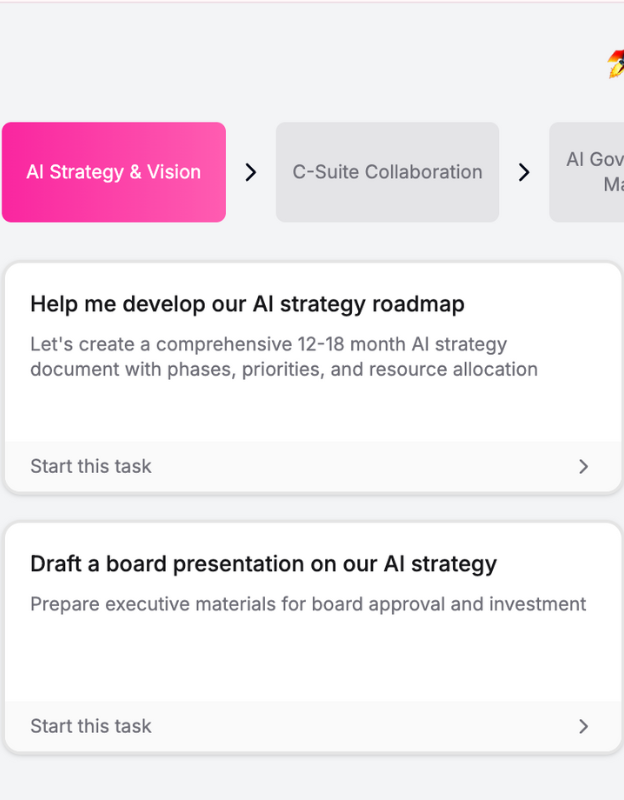 AI Strategy & Vision
C-Suite Collaboration
AI Gov
Ma
Help me develop our AI strategy roadmap
Let's create a comprehensive 12-18 month AI strategy
document with phases, priorities, and resource allocation
Start this task
Draft a board presentation on our AI strategy
Prepare executive materials for board approval and investment
Start this task